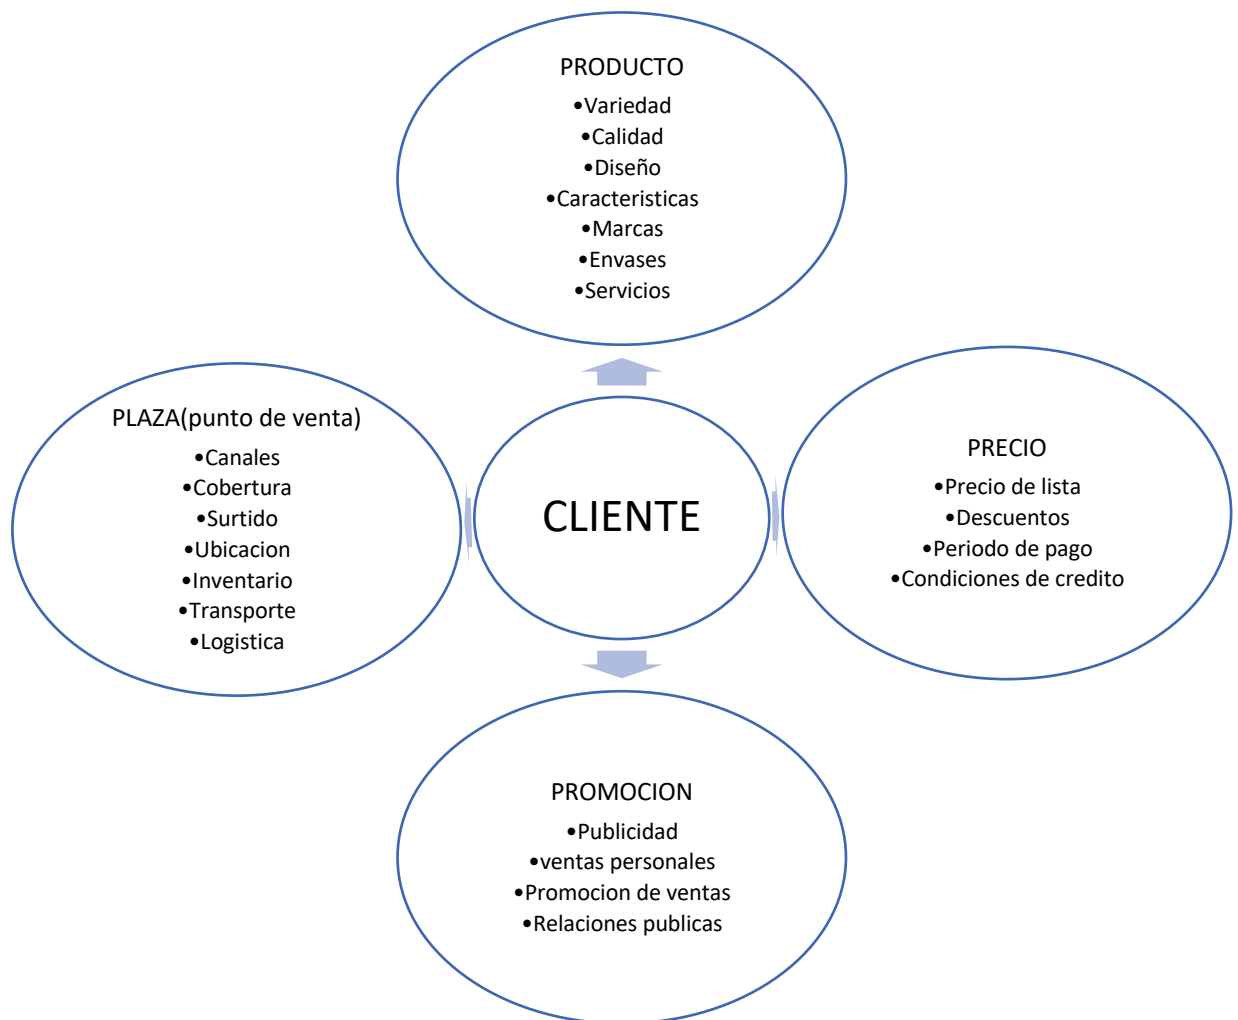 PRODUCTO
•Variedad
•Calidad
•Diseño
•Caracteristicas
•Marcas
•Envases
•Servicios
PLAZA(punto de venta)
•Canales
•Cobertura
•Surtido
•Ubicacion
•Inventario
•Transporte
•Logistica
CLIENTE
PRECIO
•Precio de lista
•Descuentos
•Periodo de pago
•Condiciones de credito
PROMOCION
•Publicidad
•ventas personales
•Promocion de ventas
•Relaciones publicas